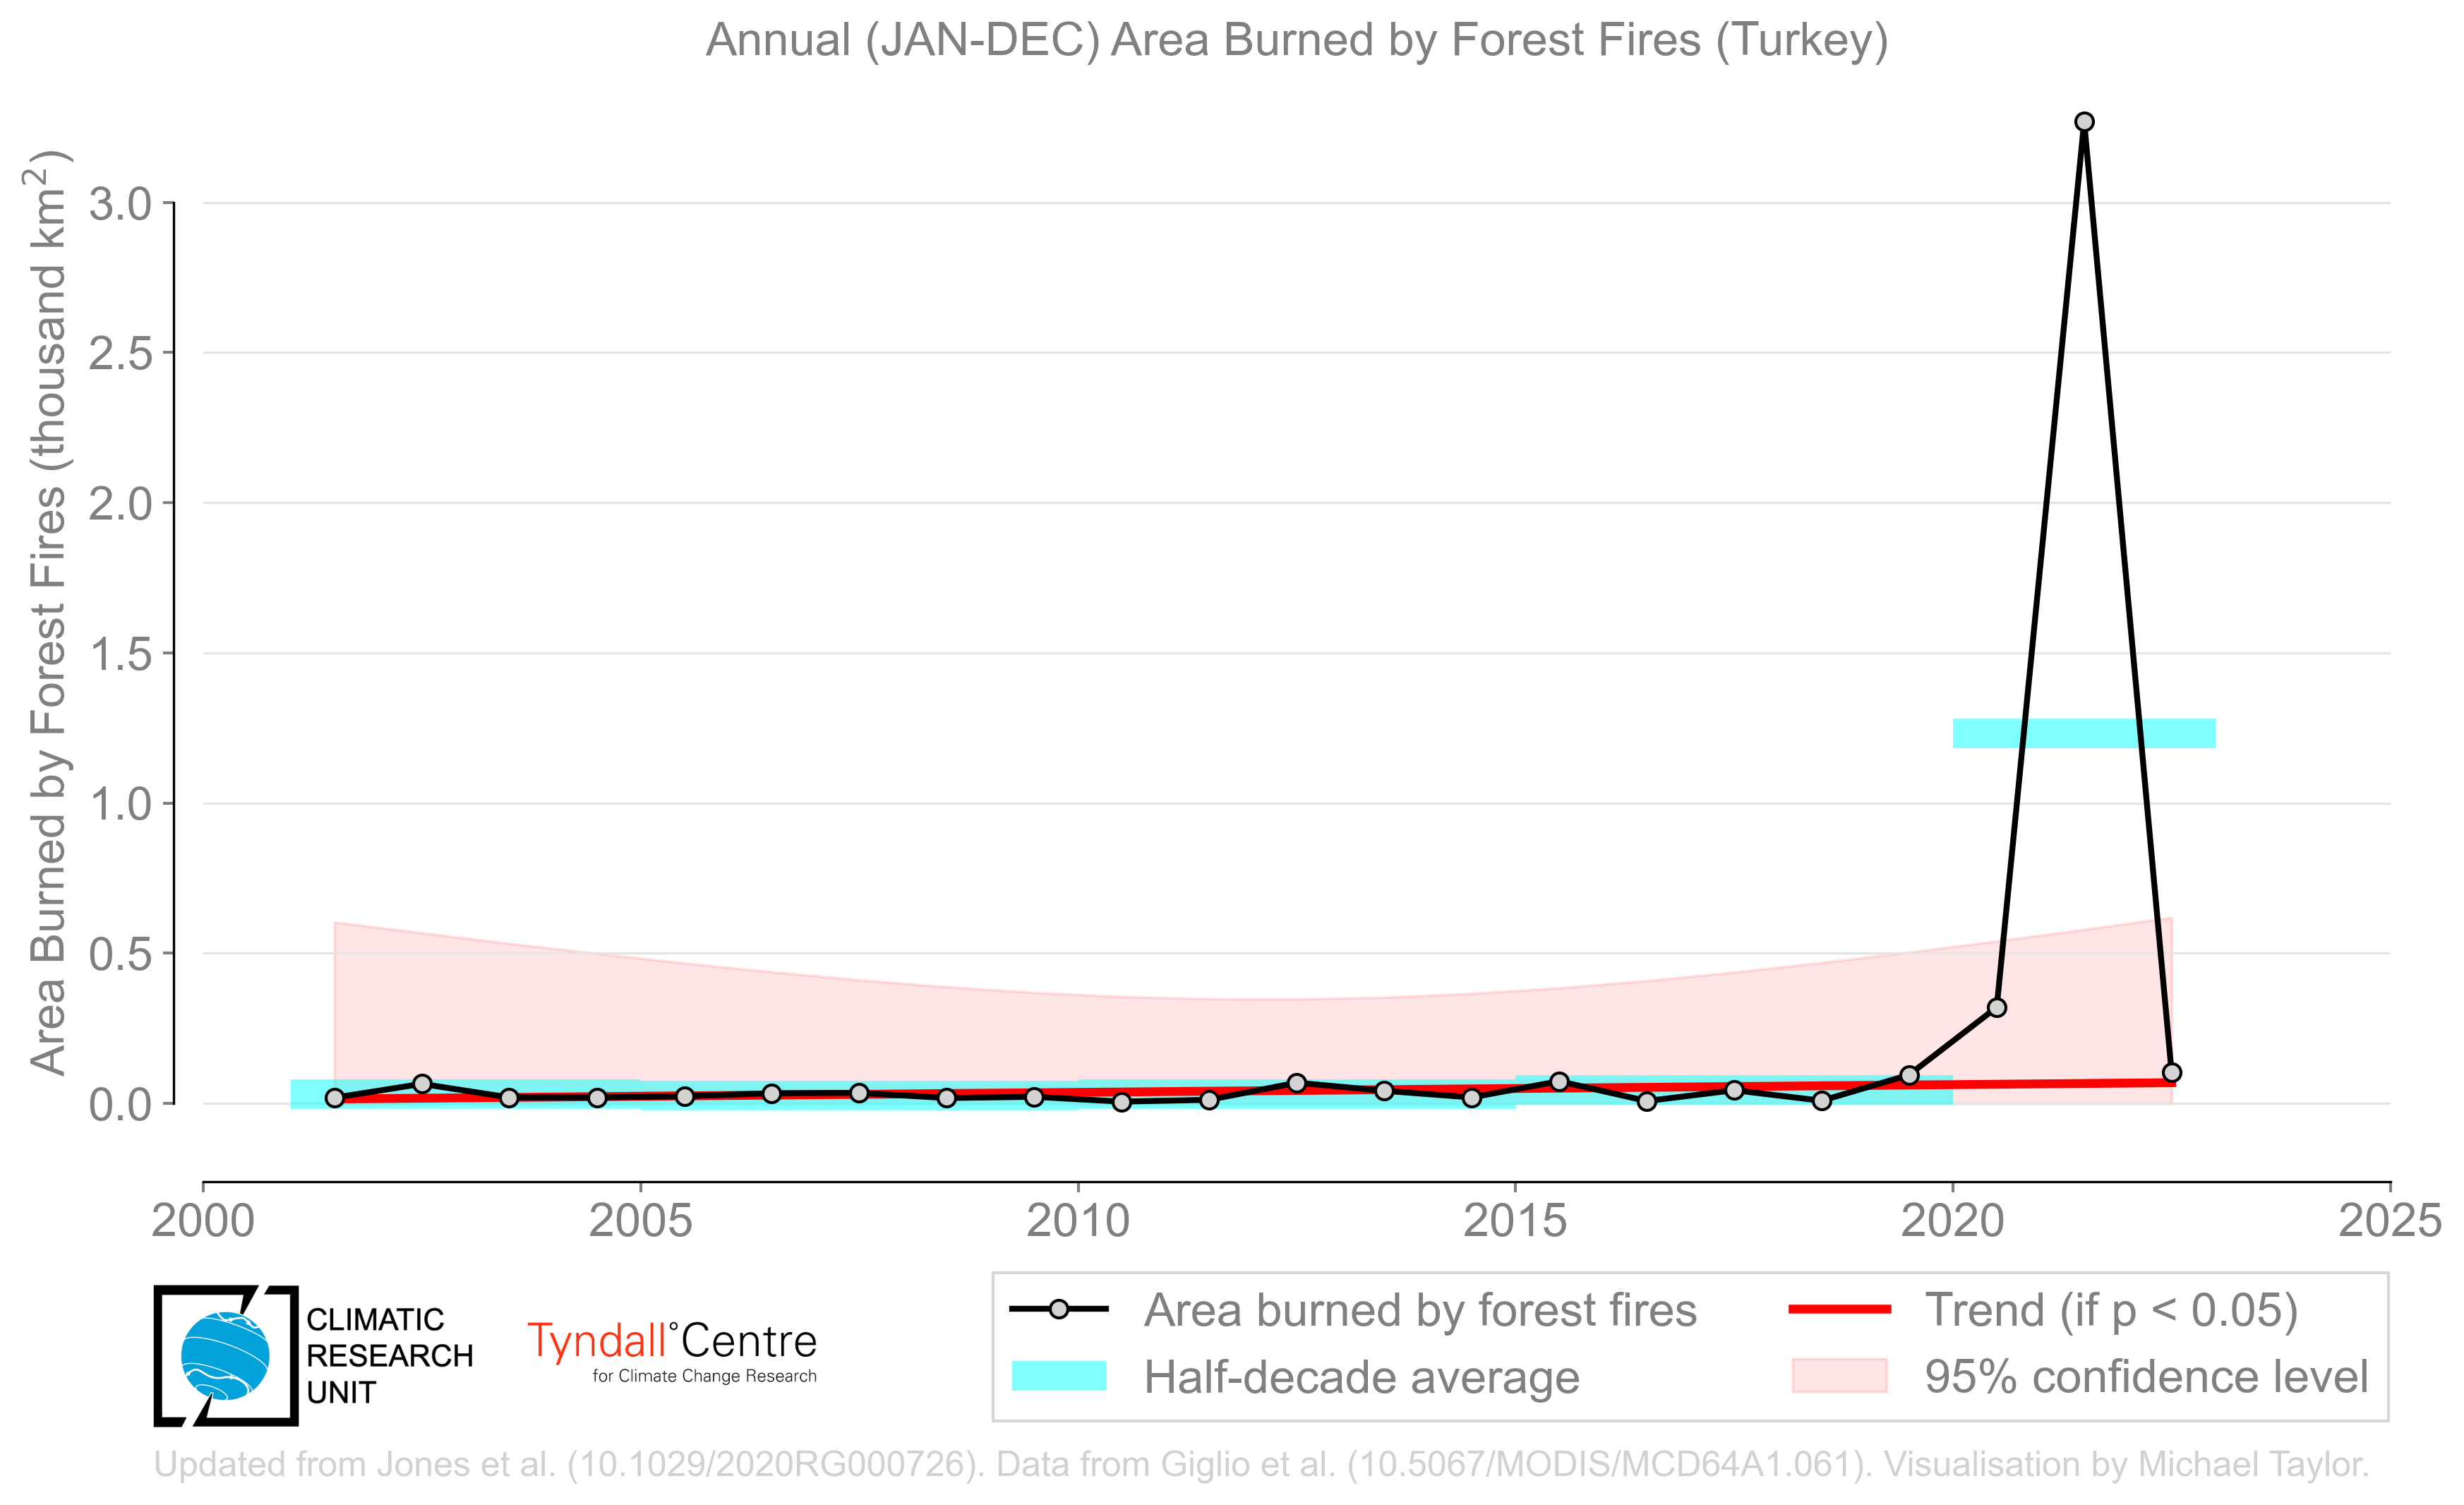 Annual (JAN-DEC) Area Burned by Forest Fires (Turkey)
Area Burned by Forest Fires (thousand km²)
3.0
2.5
2.0
1.5
1.0
0.5
0.0
2000 2005 2010 2015 2020 2025
CLIMATIC
RESEARCH
UNIT
Tyndall°Centre
for Climate Change Research
Area burned by forest fires
Half-decade average
Trend (if p < 0.05)
95% confidence level
Updated from Jones et al. (10.1029/2020RG000726). Data from Giglio et al. (10.5067/MODIS/MCD64A1.061). Visualisation by Michael Taylor.